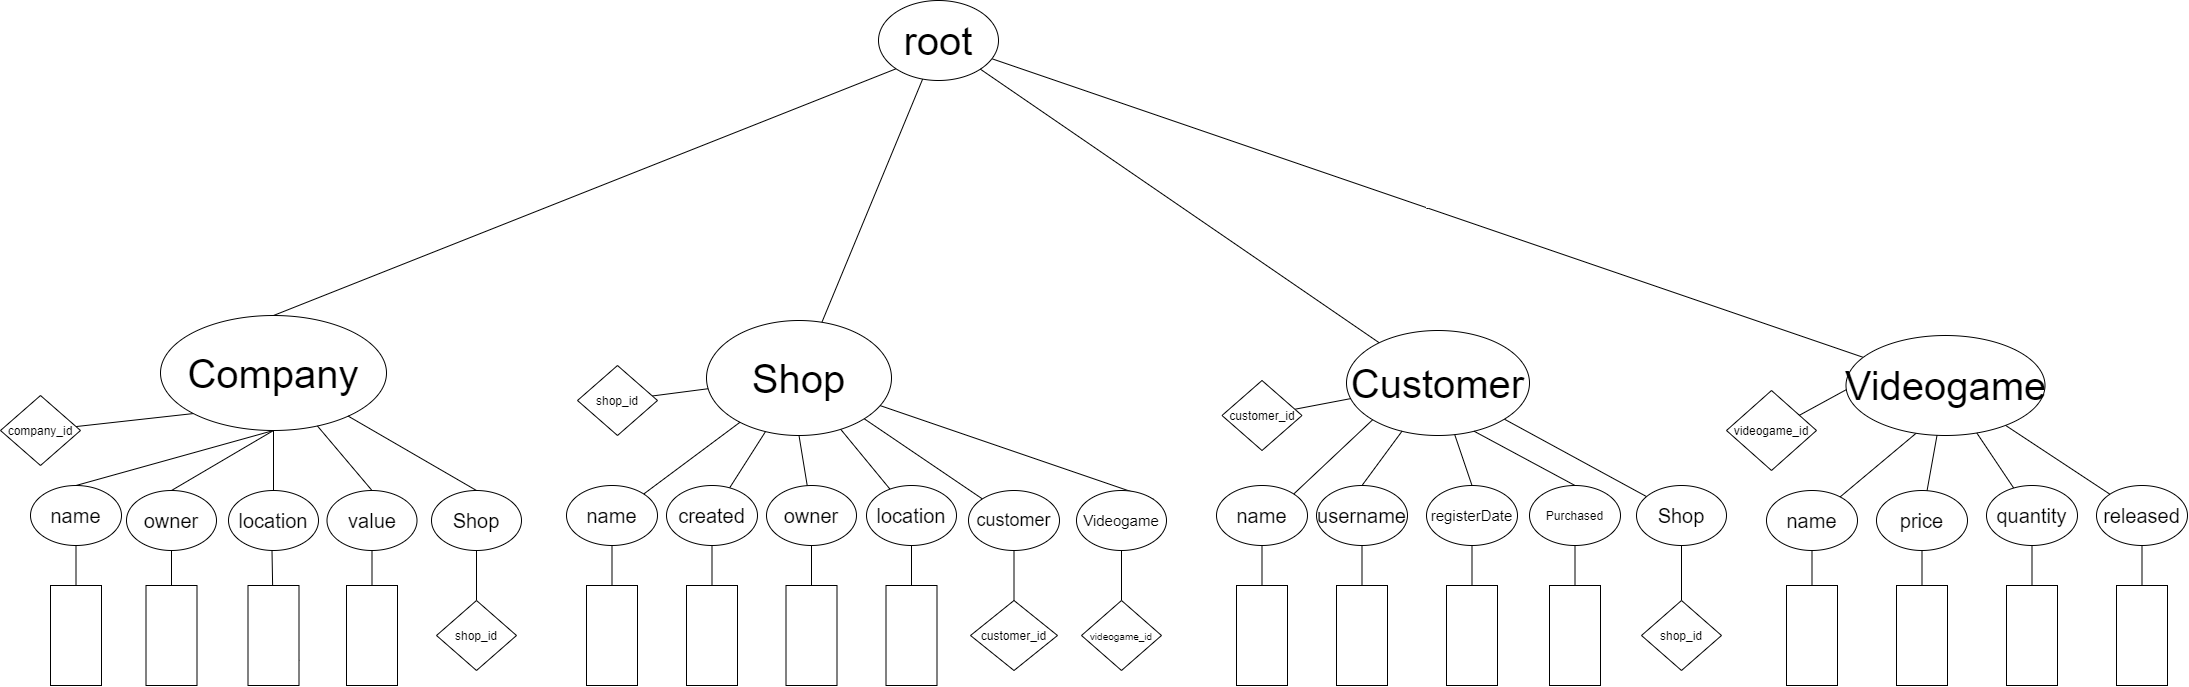 root
Company
Shop
Customer
Videogame
company_id
shop_id
customer_id
videogame_id
name
owner
location
value
Shop
name
created
owner
location
customer
Videogame
name
username
registerDate
Purchased
Shop
name
price
quantity
released
shop_id
customer_id
videogame_id
shop_id